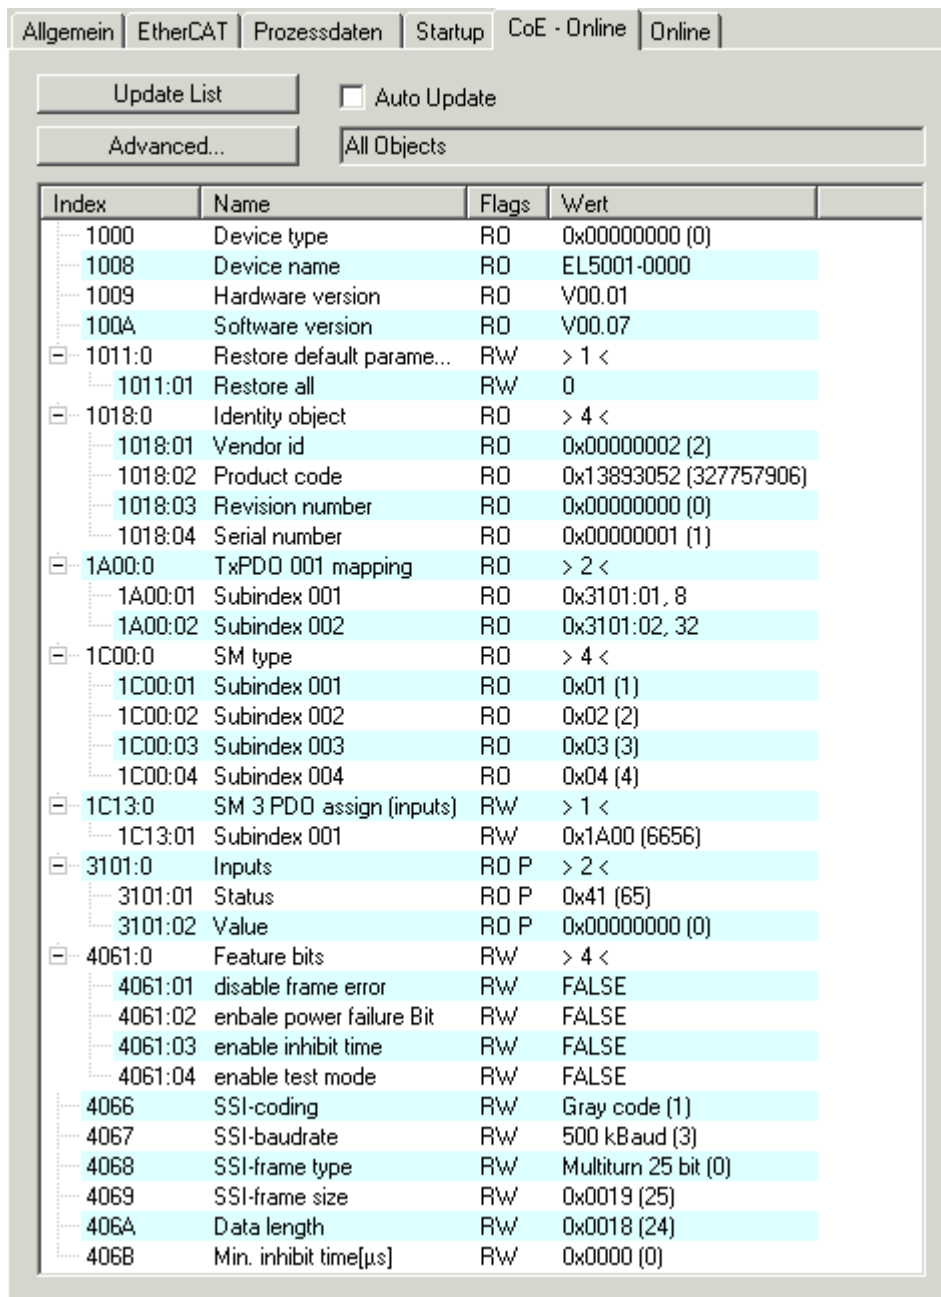 Allgemein EtherCAT Prozessdaten Startup CoE - Online Online
Update List Auto Update
Advanced... All Objects
Index Name Flags Wert
1000 Device type RO 0x00000000 (0)
1008 Device name RO EL5001-0000
1009 Hardware version RO V00.01
100A Software version RO V00.07
1011:0 Restore default parame... RW > 1 <
1011:01 Restore all RW 0
1018:0 Identity object RO > 4 <
1018:01 Vendor id RO 0x00000002 (2)
1018:02 Product code RO 0x13893052 (327757906)
1018:03 Revision number RO 0x00000000 (0)
1018:04 Serial number RO 0x00000001 (1)
1A00:0 TxPDO 001 mapping RO > 2 <
1A00:01 Subindex 001 RO 0x3101:01, 8
1A00:02 Subindex 002 RO 0x3101:02, 32
1C00:0 SM type RO > 4 <
1C00:01 Subindex 001 RO 0x01 (1)
1C00:02 Subindex 002 RO 0x02 (2)
1C00:03 Subindex 003 RO 0x03 (3)
1C00:04 Subindex 004 RO 0x04 (4)
1C13:0 SM 3 PDO assign (inputs) RW > 1 <
1C13:01 Subindex 001 RW 0x1A00 (6656)
3101:0 Inputs RO P > 2 <
3101:01 Status RO P 0x41 (65)
3101:02 Value RO P 0x00000000 (0)
4061:0 Feature bits RW > 4 <
4061:01 disable frame error RW FALSE
4061:02 enbale power failure Bit RW FALSE
4061:03 enable inhibit time RW FALSE
4061:04 enable test mode RW FALSE
4066 SSI-coding RW Gray code (1)
4067 SSI-baudrate RW 500 kBaud (3)
4068 SSI-frame type RW Multiturn 25 bit (0)
4069 SSI-frame size RW 0x0019 (25)
406A Data length RW 0x0018 (24)
406B Min. inhibit time[µs] RW 0x0000 (0)